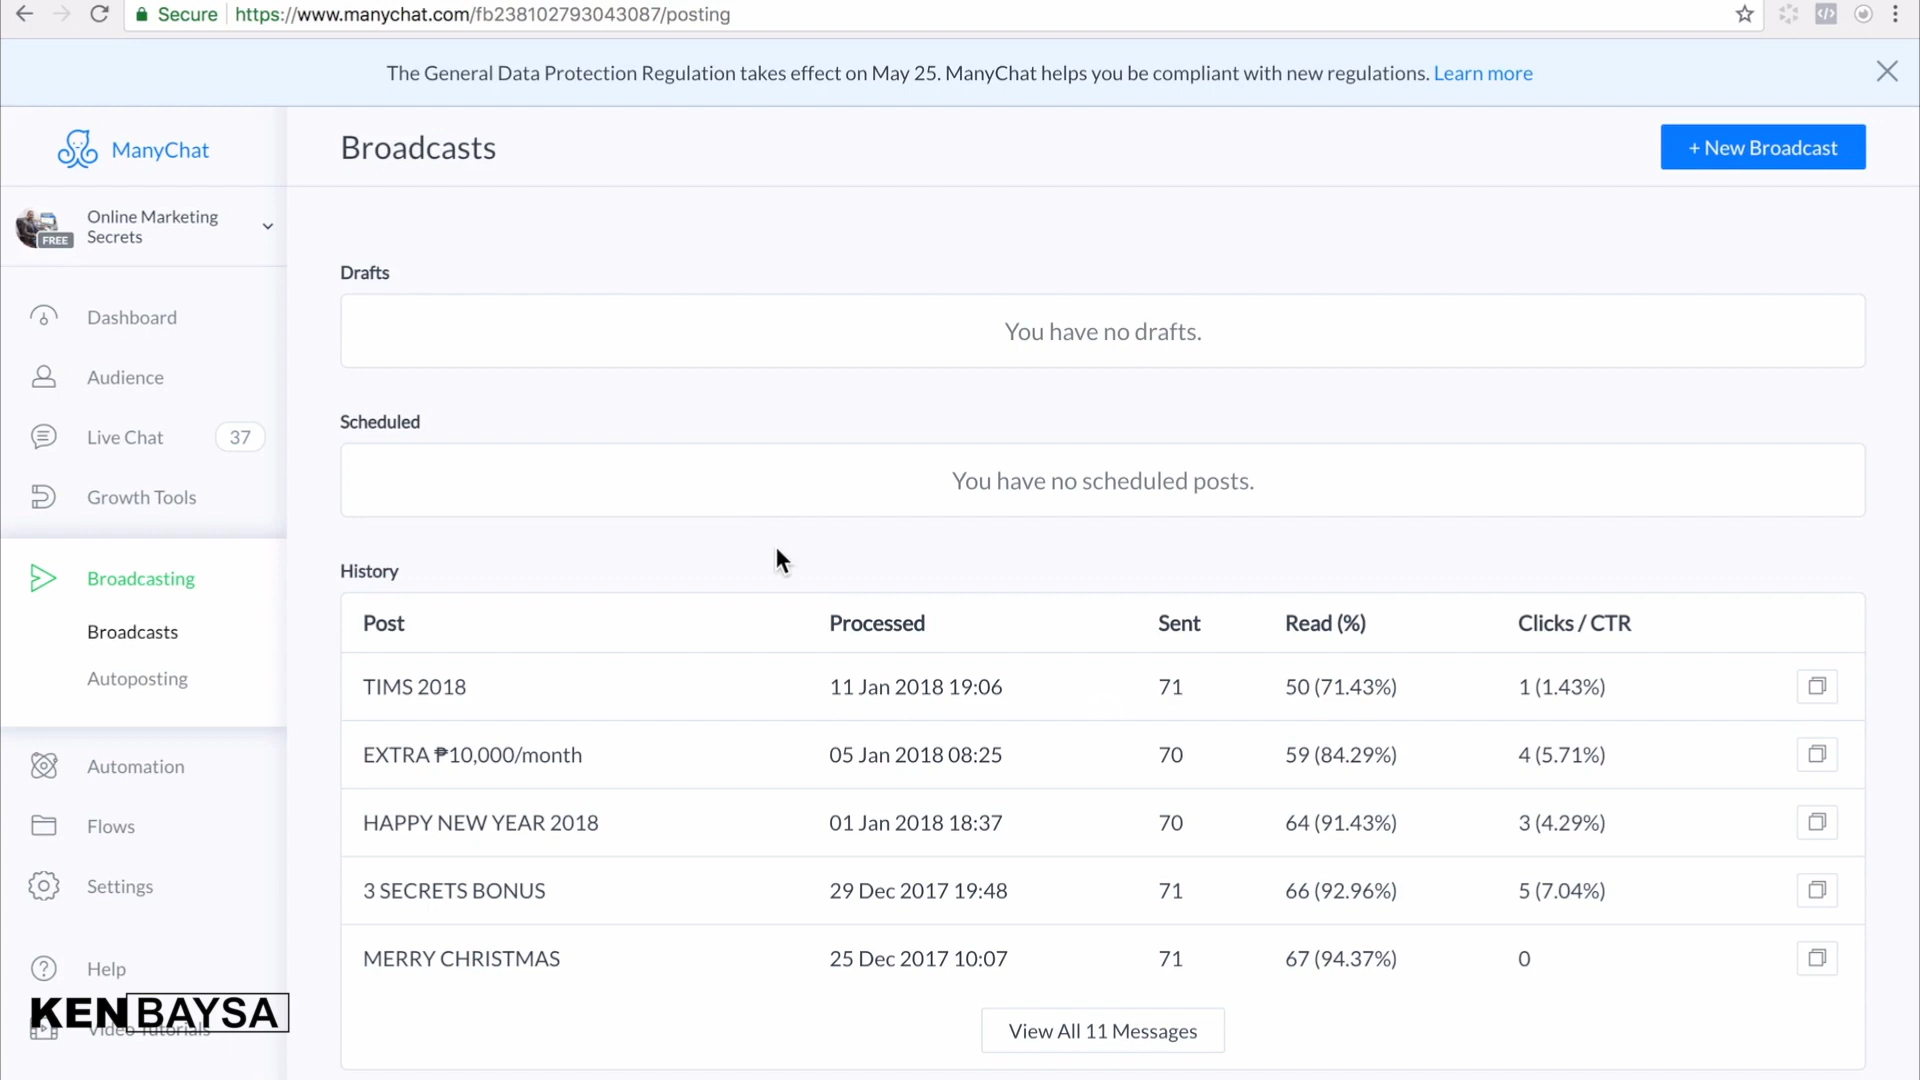 Secure https://www.manychat.com/fb238102793043087/posting
The General Data Protection Regulation takes effect on May 25. ManyChat helps you be compliant with new regulations. Learn more
ManyChat
Broadcasts
+ New Broadcast
Online Marketing
Secrets
FREE
Dashboard
Audience
Live Chat 37
Growth Tools
Broadcasting
Broadcasts
Autoposting
Automation
Flows
Settings
Help
Video Tutorials
KENBAYSA
Drafts
You have no drafts.
Scheduled
You have no scheduled posts.
History
Post Processed Sent Read (%) Clicks / CTR
TIMS 2018 11 Jan 2018 19:06 71 50 (71.43%) 1 (1.43%)
EXTRA ₱10,000/month 05 Jan 2018 08:25 70 59 (84.29%) 4 (5.71%)
HAPPY NEW YEAR 2018 01 Jan 2018 18:37 70 64 (91.43%) 3 (4.29%)
3 SECRETS BONUS 29 Dec 2017 19:48 71 66 (92.96%) 5 (7.04%)
MERRY CHRISTMAS 25 Dec 2017 10:07 71 67 (94.37%) 0
View All 11 Messages